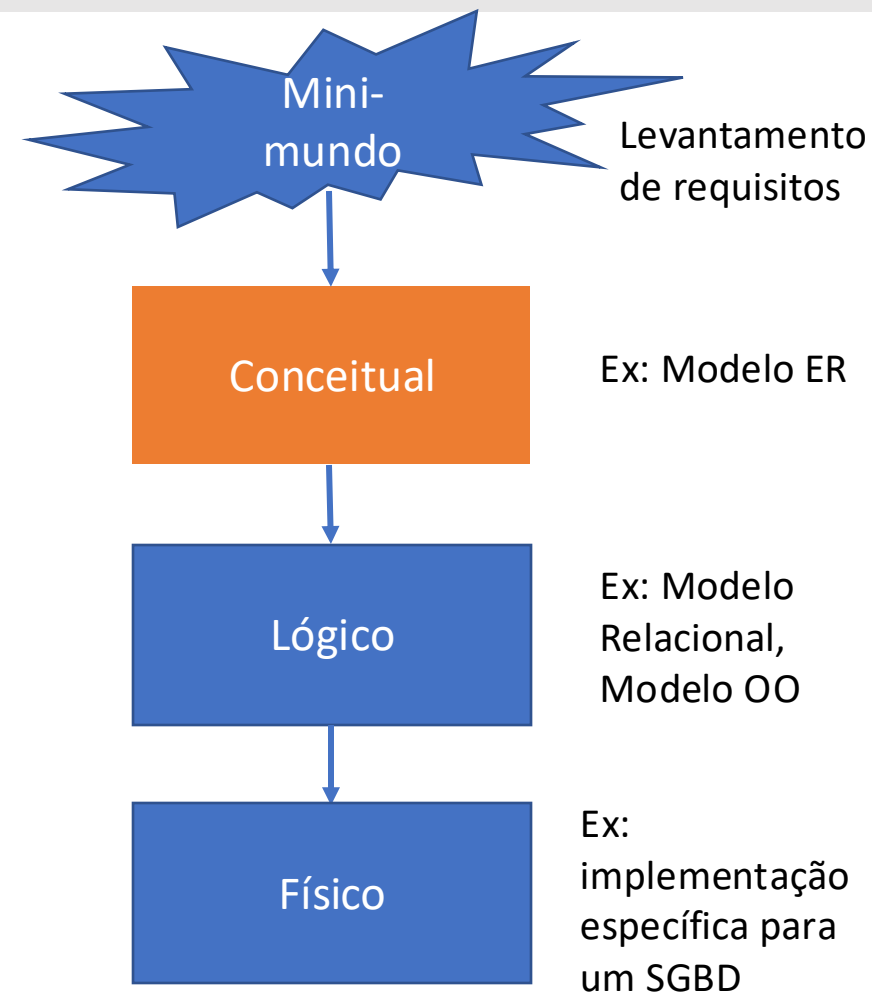 Mini-
mundo
Levantamento
de requisitos
Conceitual
Ex: Modelo ER
Lógico
Ex: Modelo
Relacional,
Modelo OO
Físico
Ex:
implementação
específica para
um SGBD